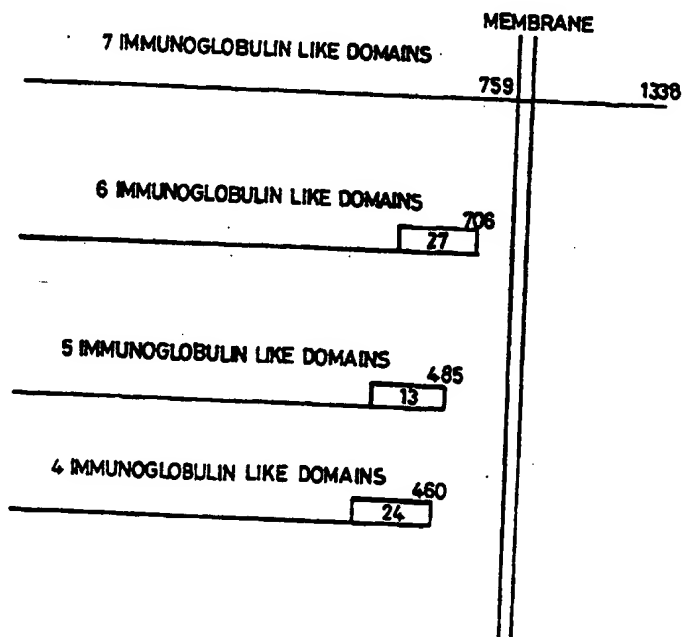 MEMBRANE
7 IMMUNOGLOBULIN LIKE DOMAINS
759
1338
6 IMMUNOGLOBULIN LIKE DOMAINS
706
27
5 IMMUNOGLOBULIN LIKE DOMAINS
485
13
4 IMMUNOGLOBULIN LIKE DOMAINS
460
24